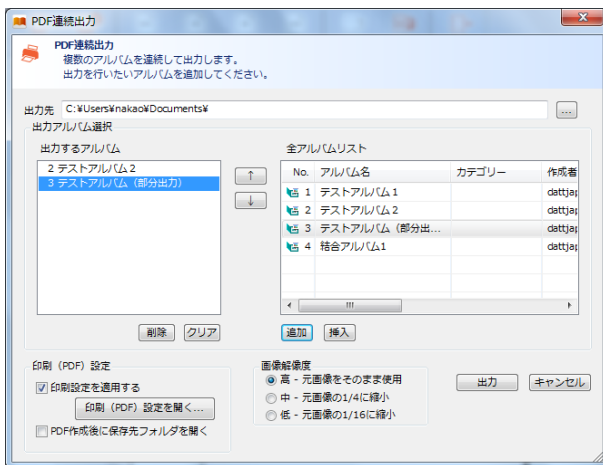 PDF連続出力
PDF連続出力
複数のアルバムを連続して出力します。
出力を行いたいアルバムを追加してください。
出力先 C:¥Users¥nakao¥Documents¥ ...
出力アルバム選択
出力するアルバム
2 テストアルバム2
3 テストアルバム（部分出力）
↑
↓
削除 クリア
全アルバムリスト
No. アルバム名 カテゴリー 作成者
1 テストアルバム1 dattjap
2 テストアルバム2 dattjap
3 テストアルバム（部分出... dattjap
4 結合アルバム1 dattjap
追加 挿入
印刷（PDF）設定
印刷設定を適用する
印刷（PDF）設定を開く...
PDF作成後に保存先フォルダを開く
画像解像度
高 - 元画像をそのまま使用
中 - 元画像の1/4に縮小
低 - 元画像の1/16に縮小
出力 キャンセル